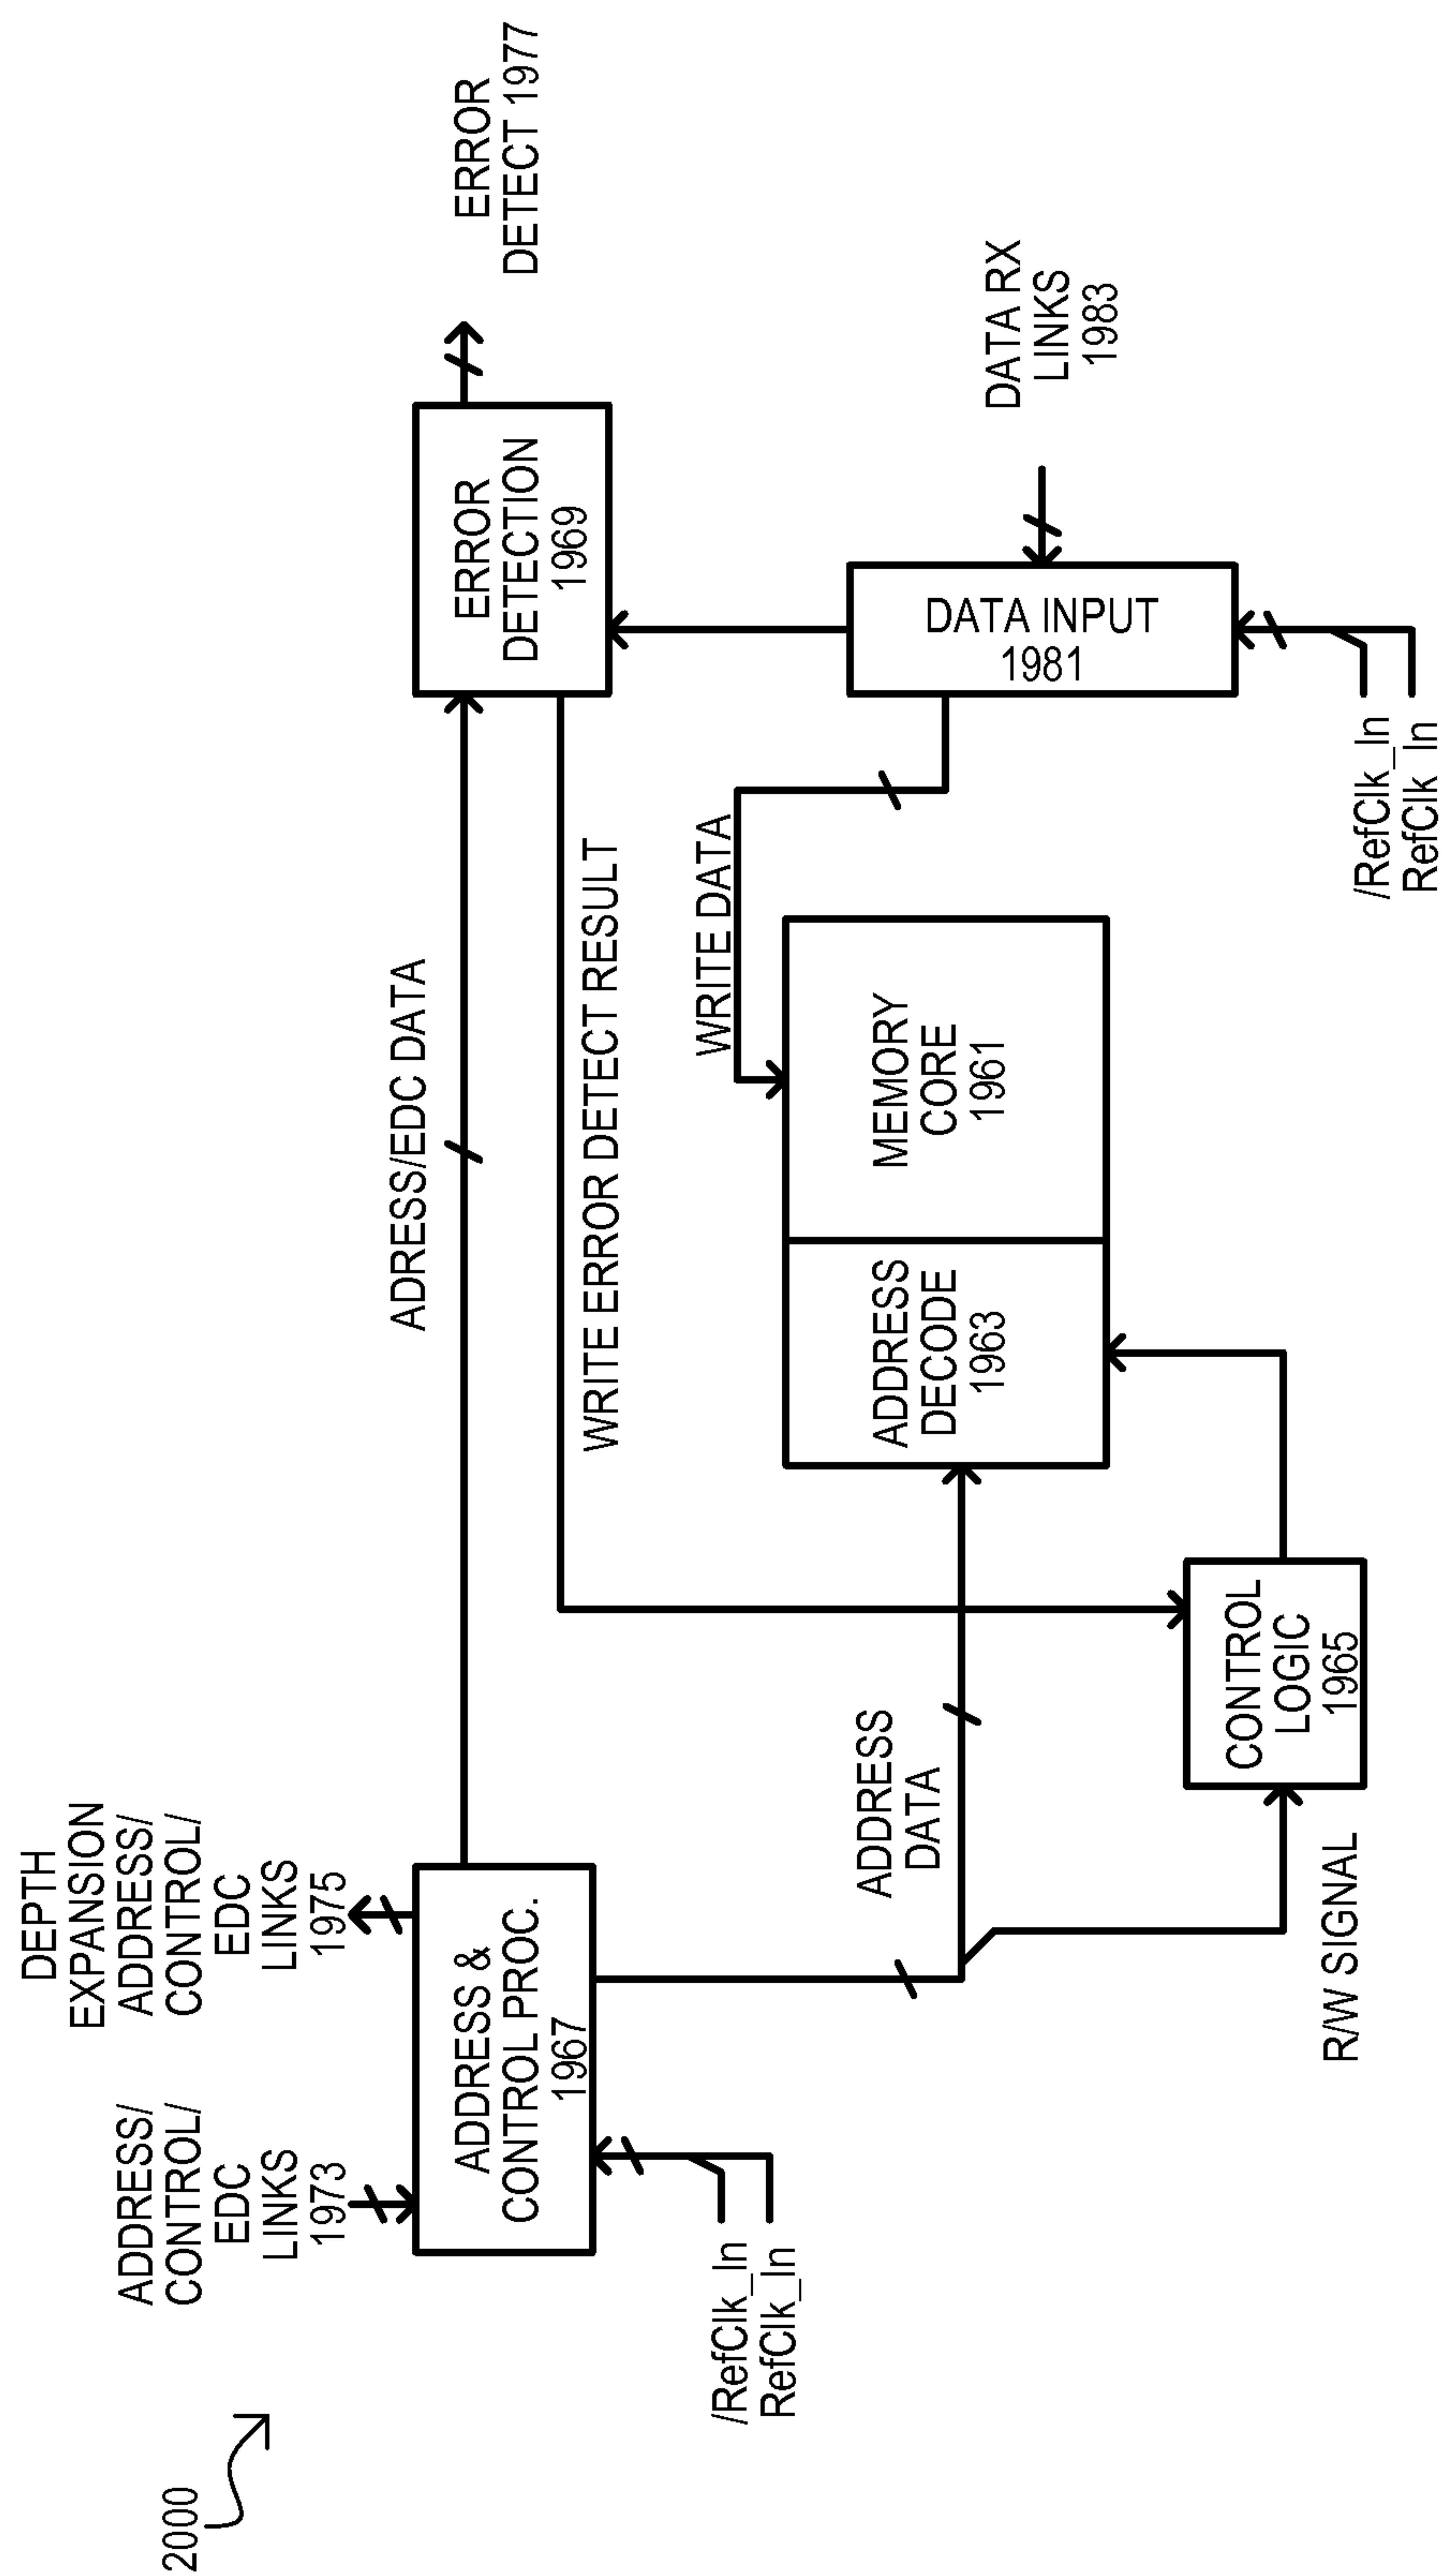 2000
ADDRESS/
CONTROL/
EDC
LINKS
1973
DEPTH
EXPANSION
ADDRESS/
CONTROL/
EDC
LINKS
1975
ADDRESS &
CONTROL PROC.
1967
/RefClk_In
RefClk_In
ADRESS/EDC DATA
ERROR
DETECTION
1969
ERROR
DETECT 1977
WRITE ERROR DETECT RESULT
WRITE DATA
ADDRESS
DATA
ADDRESS
DECODE
1963
MEMORY
CORE
1961
DATA INPUT
1981
DATA RX
LINKS
1983
R/W SIGNAL
CONTROL
LOGIC
1965
/RefClk_In
RefClk_In